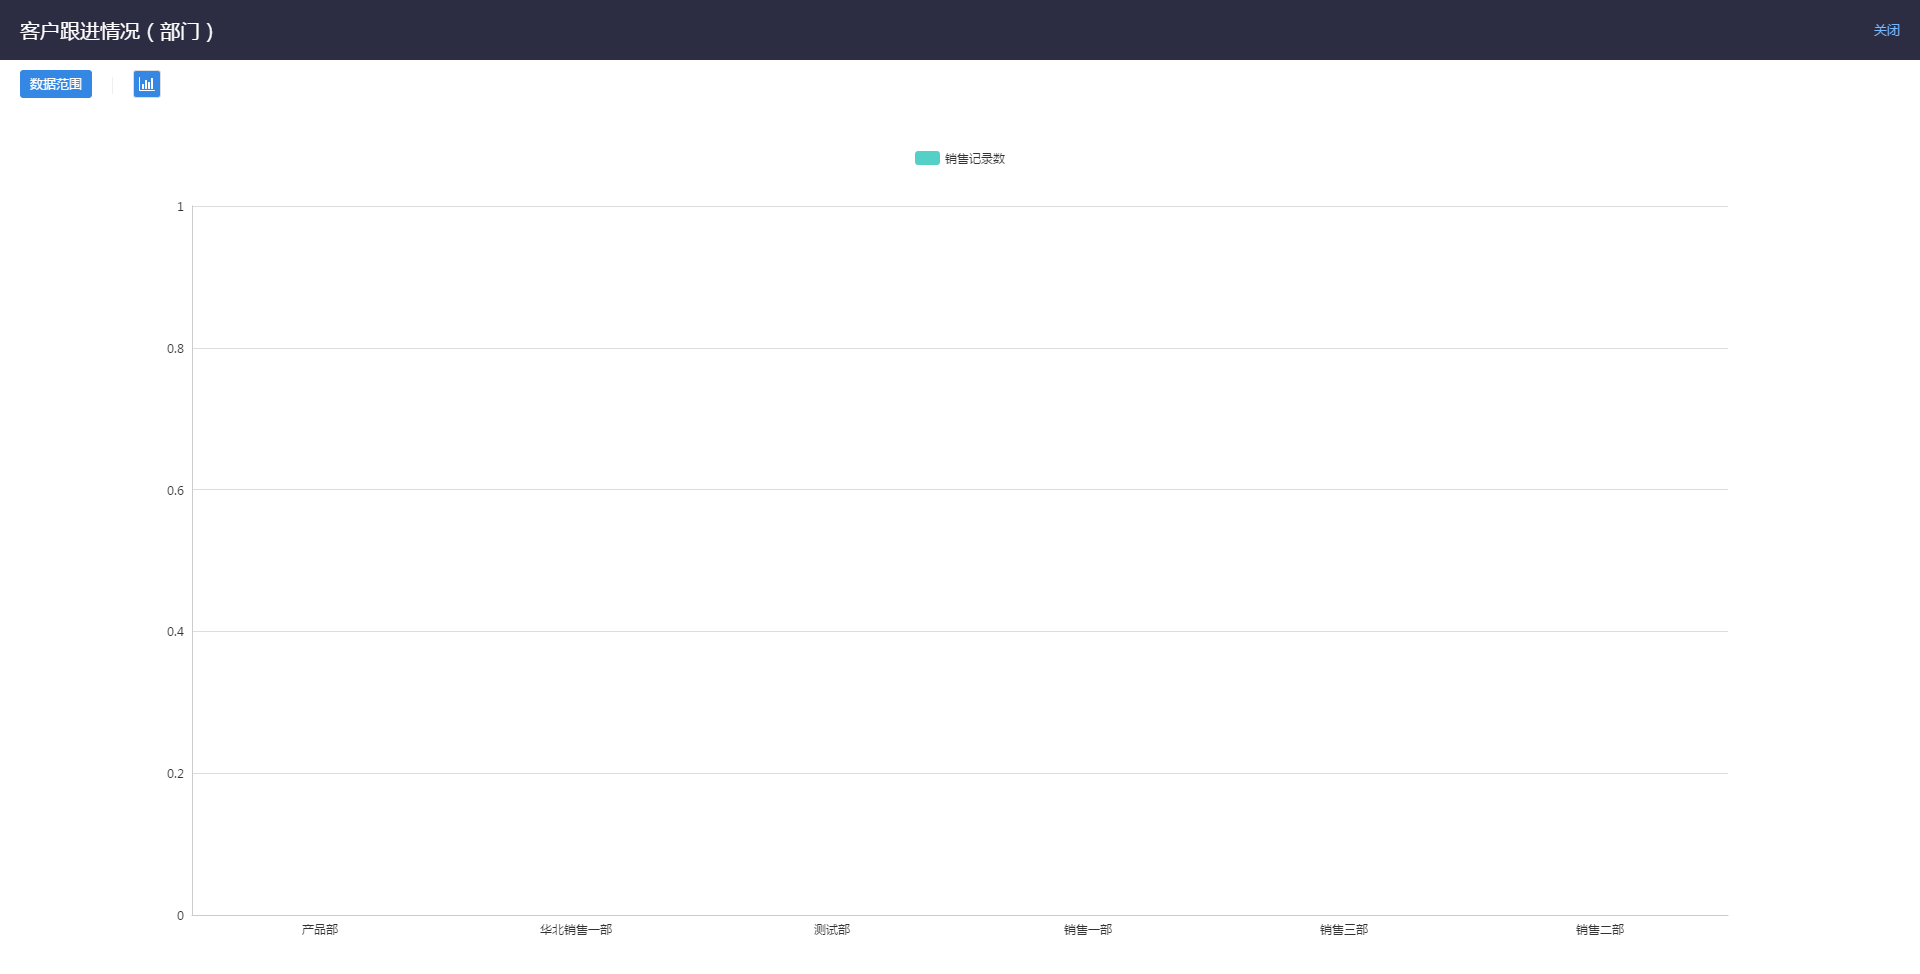 客户跟进情况（部门）
关闭
数据范围
销售记录数
1
0.8
0.6
0.4
0.2
0
产品部 华北销售一部 测试部 销售一部 销售三部 销售二部